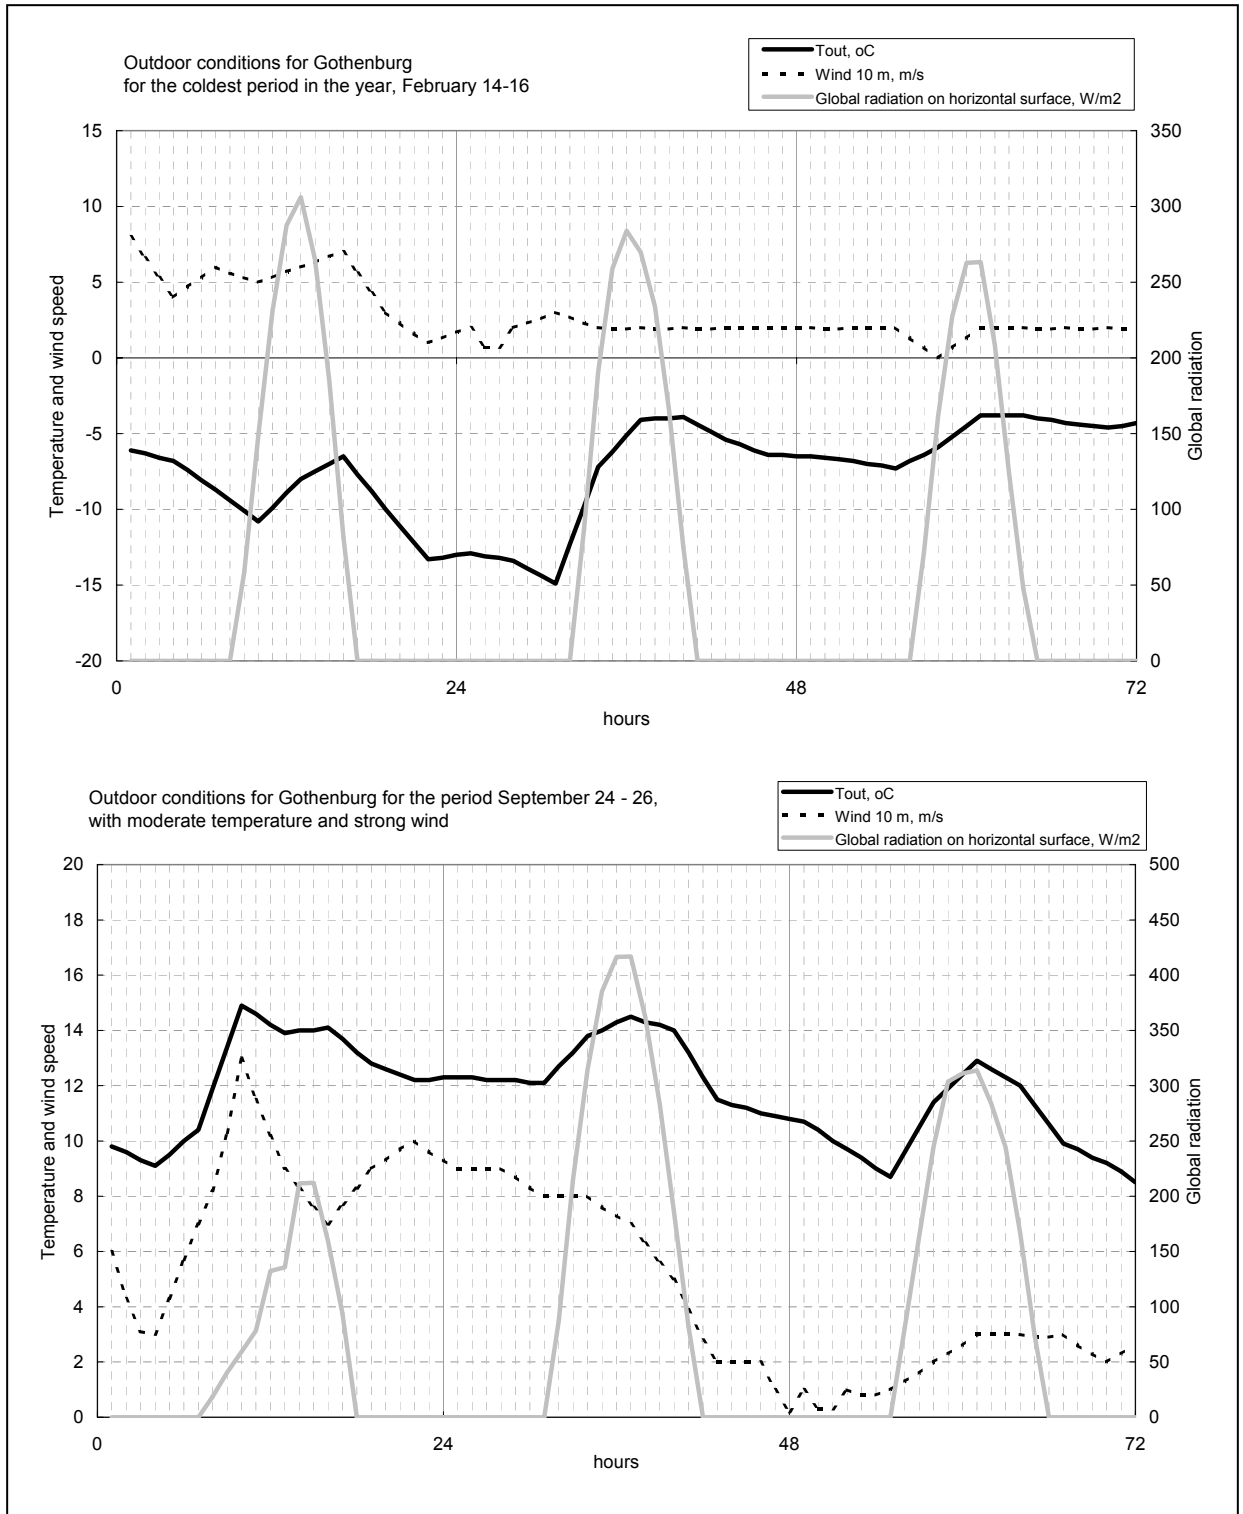 Outdoor conditions for Gothenburg
for the coldest period in the year, February 14-16
Tout, oC
Wind 10 m, m/s
Global radiation on horizontal surface, W/m2
15
10
5
0
-5
-10
-15
-20
Temperature and wind speed
350
300
250
200
150
100
50
0
Global radiation
0
24
48
72
hours
Outdoor conditions for Gothenburg for the period September 24 - 26,
with moderate temperature and strong wind
Tout, oC
Wind 10 m, m/s
Global radiation on horizontal surface, W/m2
20
18
16
14
12
10
8
6
4
2
0
Temperature and wind speed
500
450
400
350
300
250
200
150
100
50
0
Global radiation
0
24
48
72
hours